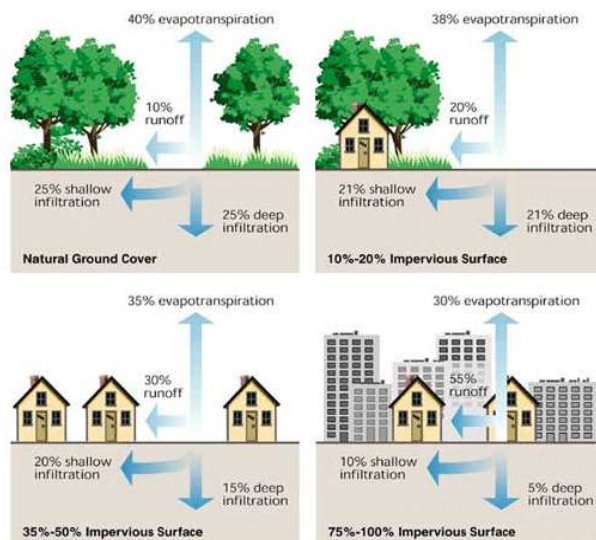 40% evapotranspiration
10%
runoff
25% shallow
infiltration
25% deep
infiltration
Natural Ground Cover
38% evapotranspiration
20%
runoff
21% shallow
infiltration
21% deep
infiltration
10%-20% Impervious Surface
35% evapotranspiration
30%
runoff
20% shallow
infiltration
15% deep
infiltration
35%-50% Impervious Surface
30% evapotranspiration
55%
runoff
10% shallow
infiltration
5% deep
infiltration
75%-100% Impervious Surface